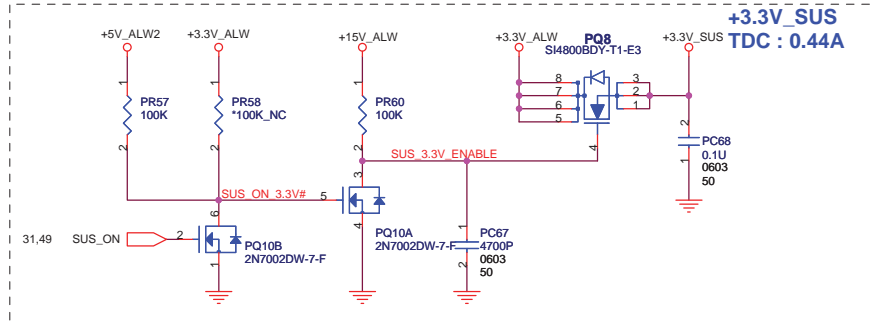 +3.3V_SUS
TDC : 0.44A
+5V_ALW2
+3.3V_ALW
+15V_ALW
+3.3V_ALW
PQ8
SI4800BDY-T1-E3
+3.3V_SUS
1
PR57
100K
2
1
PR58
*100K_NC
2
1
PR60
100K
2
8
7
6
5
3
2
1
4
SUS_3.3V_ENABLE
2
PC68
0.1U
0603
50
1
SUS_ON_3.3V#
5
3
4
PQ10A
2N7002DW-7-F
31,49
SUS_ON
2
6
1
PQ10B
2N7002DW-7-F
1
PC67
4700P
0603
50
2